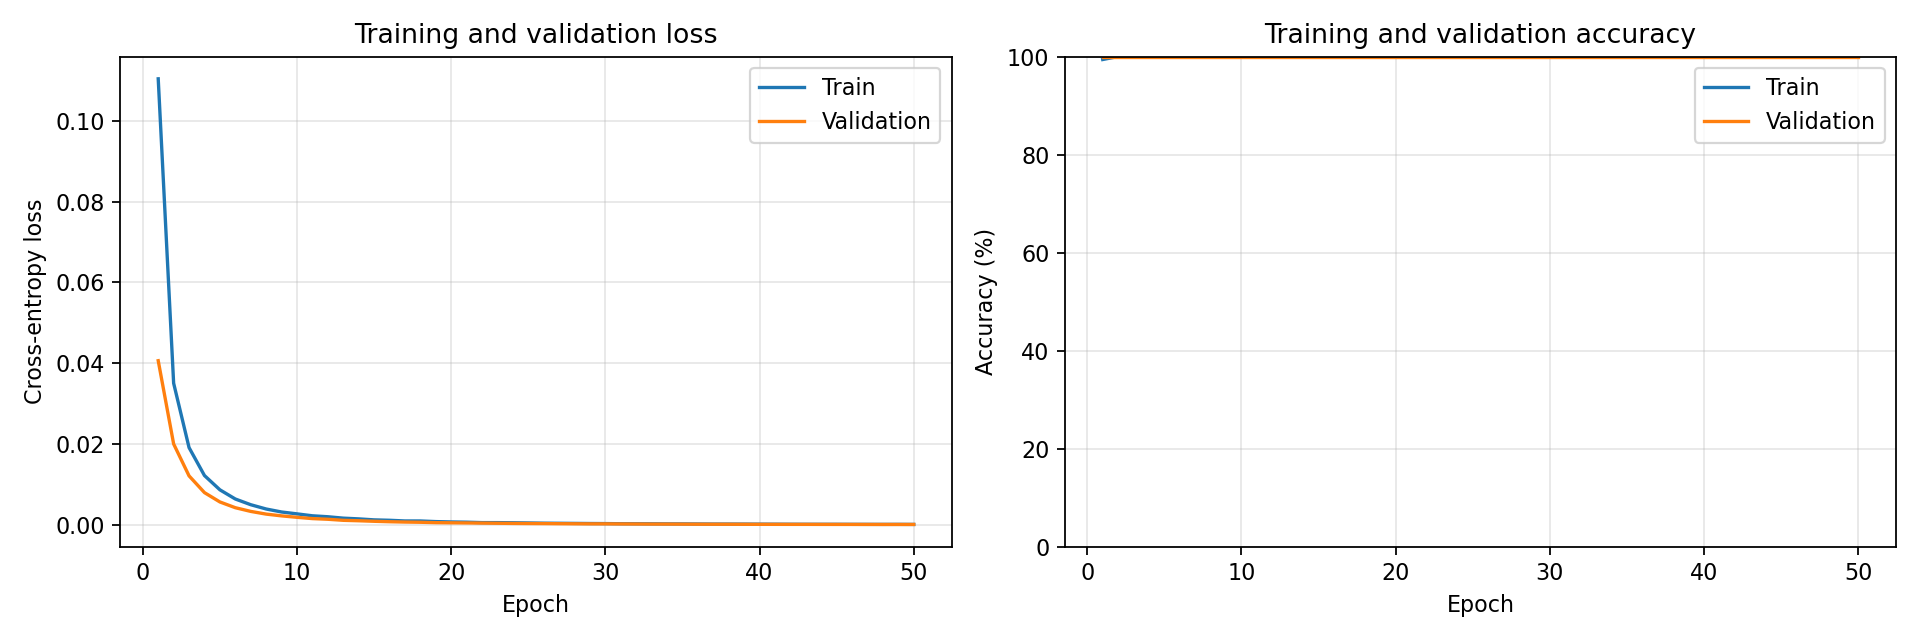 Training and validation loss
Cross-entropy loss
0.10
0.08
0.06
0.04
0.02
0.00
Train
Validation
0 10 20 30 40 50
Epoch
Training and validation accuracy
Accuracy (%)
100
80
60
40
20
0
Train
Validation
0 10 20 30 40 50
Epoch